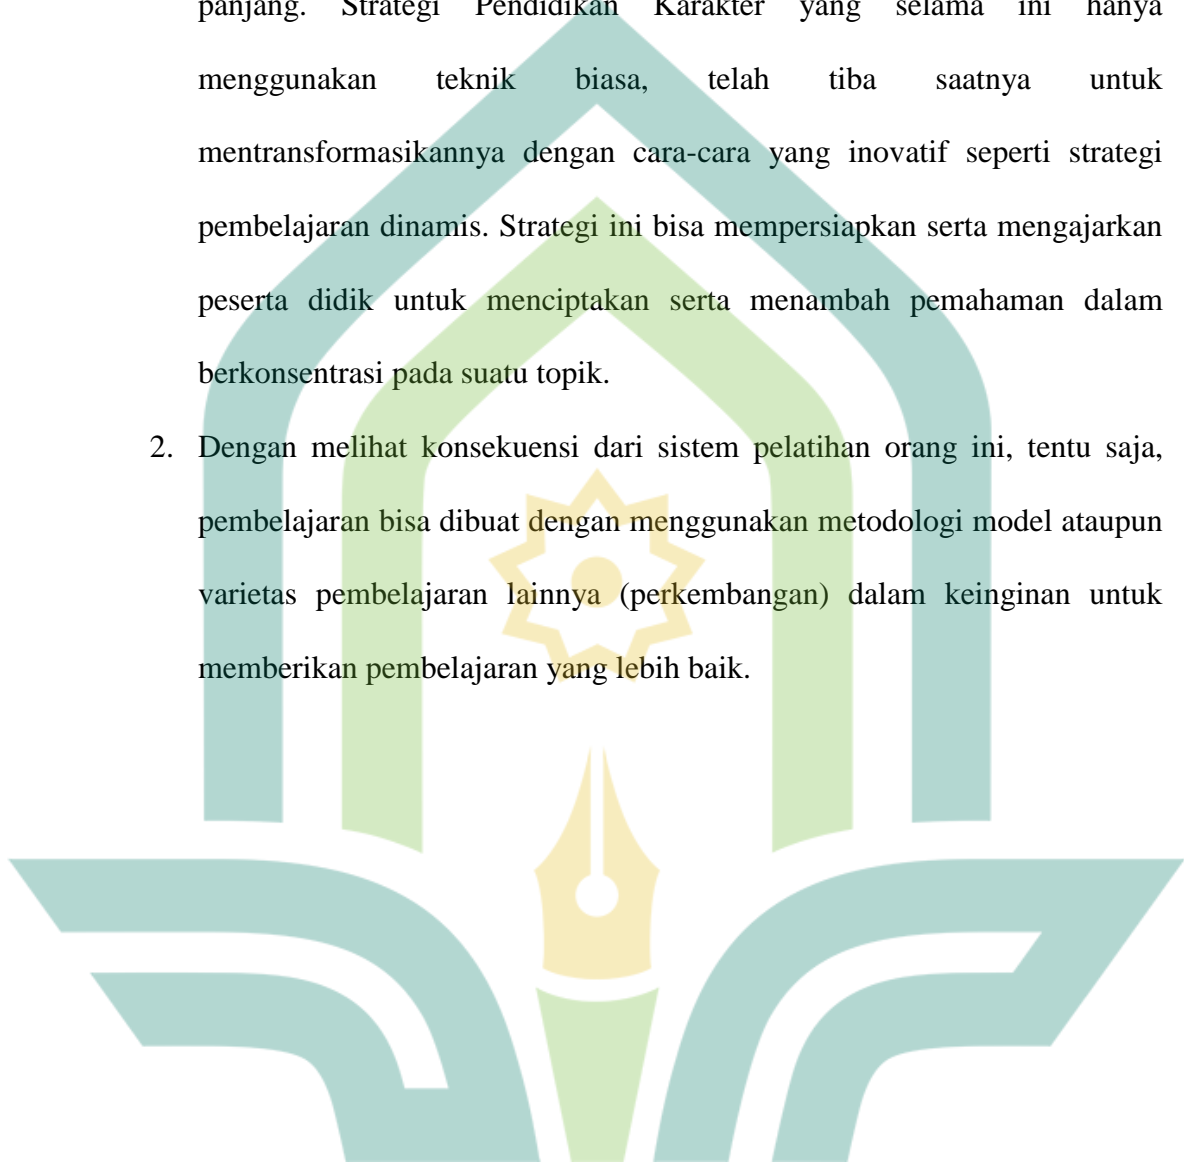 panjang. Strategi Pendidikan Karakter yang selama ini hanya
menggunakan teknik biasa, telah tiba saatnya untuk
mentransformasikannya dengan cara-cara yang inovatif seperti strategi
pembelajaran dinamis. Strategi ini bisa mempersiapkan serta mengajarkan
peserta didik untuk menciptakan serta menambah pemahaman dalam
berkonsentrasi pada suatu topik.
2. Dengan melihat konsekuensi dari sistem pelatihan orang ini, tentu saja,
pembelajaran bisa dibuat dengan menggunakan metodologi model ataupun
varietas pembelajaran lainnya (perkembangan) dalam keinginan untuk
memberikan pembelajaran yang lebih baik.